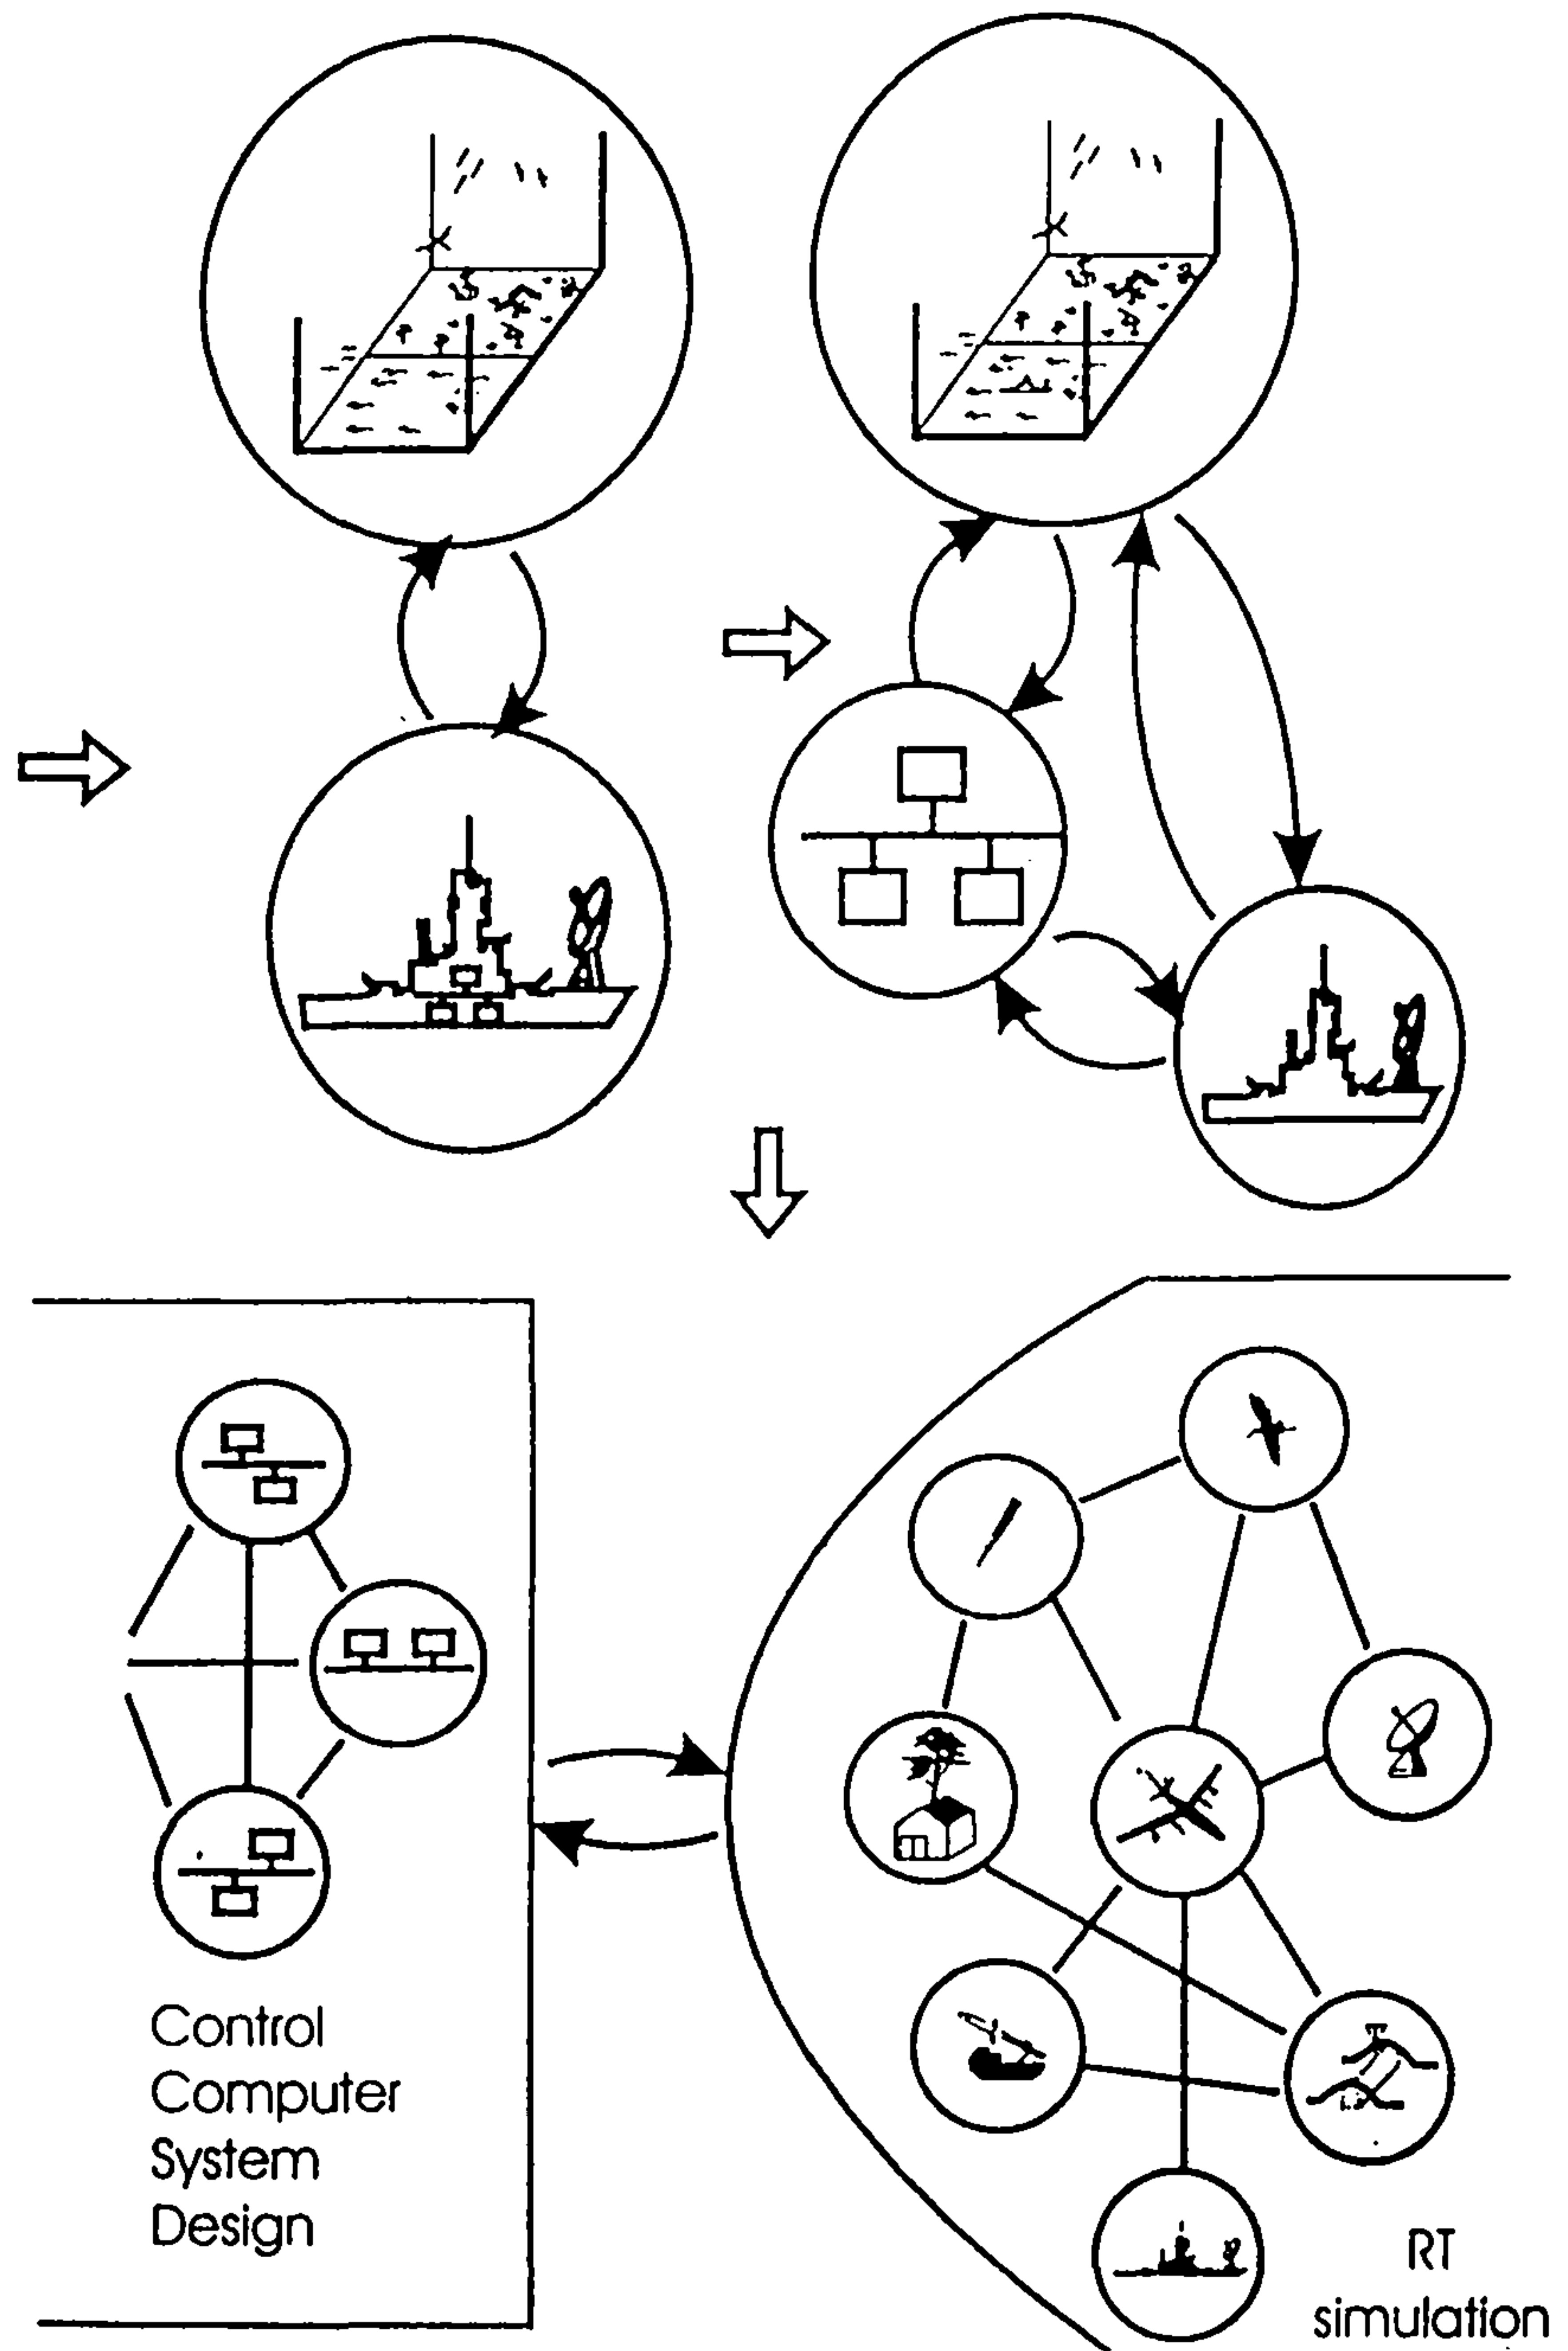 Control
Computer
System
Design
RT
simulation